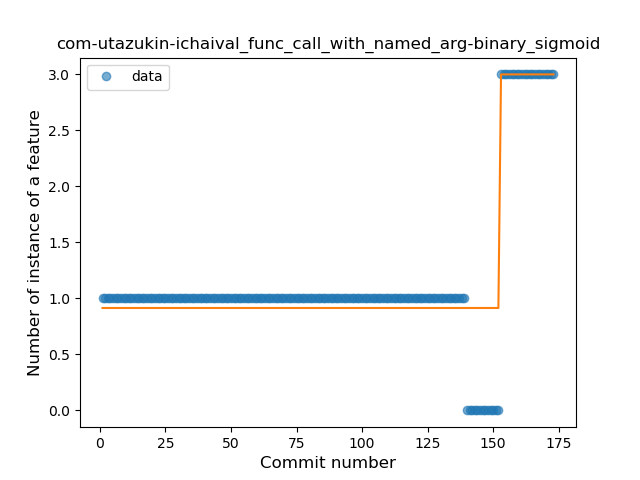 com-utazukin-ichaival_func_call_with_named_arg-binary_sigmoid
data
Number of instance of a feature
3.0
2.5
2.0
1.5
1.0
0.5
0.0
0 25 50 75 100 125 150 175
Commit number